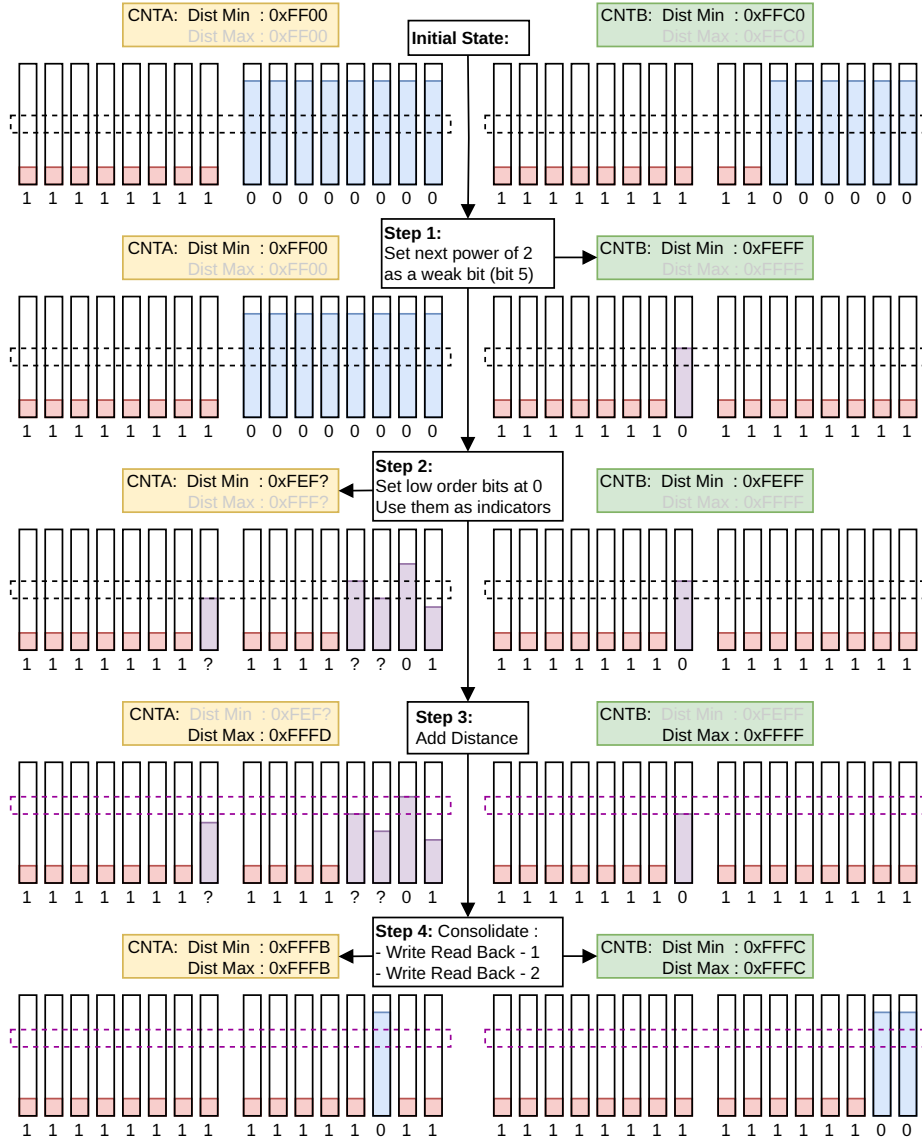 CNTA: Dist Min : 0xFF00
Dist Max : 0xFF00
Initial State:
CNTB: Dist Min : 0xFFC0
Dist Max : 0xFFC0
1 1 1 1 1 1 1 1 0 0 0 0 0 0 0 0
1 1 1 1 1 1 1 1 1 1 0 0 0 0 0 0
CNTA: Dist Min : 0xFF00
Dist Max : 0xFF00
Step 1:
Set next power of 2
as a weak bit (bit 5)
CNTB: Dist Min : 0xFEFF
Dist Max : 0xFFFF
1 1 1 1 1 1 1 1 0 0 0 0 0 0 0 0
1 1 1 1 1 1 1 0 1 1 1 1 1 1 1 1
CNTA: Dist Min : 0xFEF?
Dist Max : 0xFFF?
Step 2:
Set low order bits at 0
Use them as indicators
CNTB: Dist Min : 0xFEFF
Dist Max : 0xFFFF
1 1 1 1 1 1 1 ? 1 1 1 1 ? ? 0 1
1 1 1 1 1 1 1 0 1 1 1 1 1 1 1 1
CNTA: Dist Min : 0xFEF?
Dist Max : 0xFFFD
Step 3:
Add Distance
CNTB: Dist Min : 0xFEFF
Dist Max : 0xFFFF
1 1 1 1 1 1 1 ? 1 1 1 1 ? ? 0 1
1 1 1 1 1 1 1 0 1 1 1 1 1 1 1 1
CNTA: Dist Min : 0xFFFB
Dist Max : 0xFFFB
Step 4: Consolidate :
- Write Read Back - 1
- Write Read Back - 2
CNTB: Dist Min : 0xFFFC
Dist Max : 0xFFFC
1 1 1 1 1 1 1 1 1 1 1 1 1 0 1 1
1 1 1 1 1 1 1 1 1 1 1 1 1 1 0 0